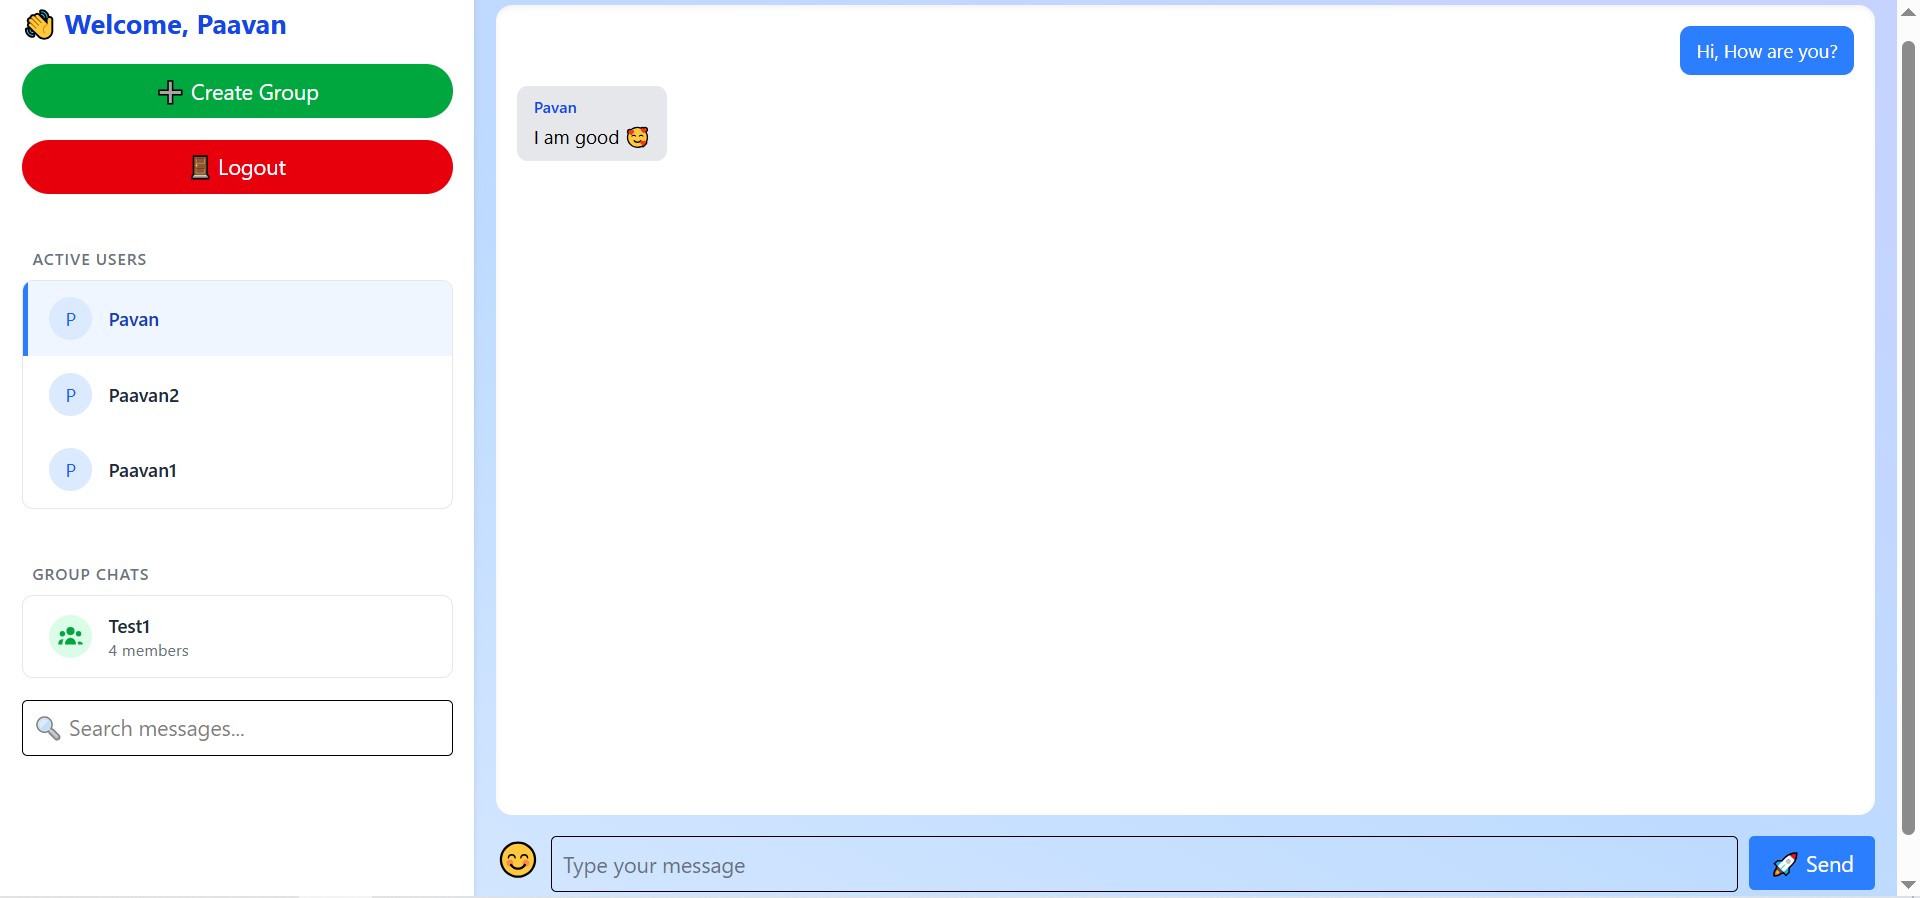 👋 Welcome, Paavan
➕ Create Group
🚪 Logout
ACTIVE USERS
P Pavan
P Paavan2
P Paavan1
GROUP CHATS
Test1
4 members
🔍 Search messages...
Hi, How are you?
Pavan
I am good 🥰
😊 Type your message
🚀 Send